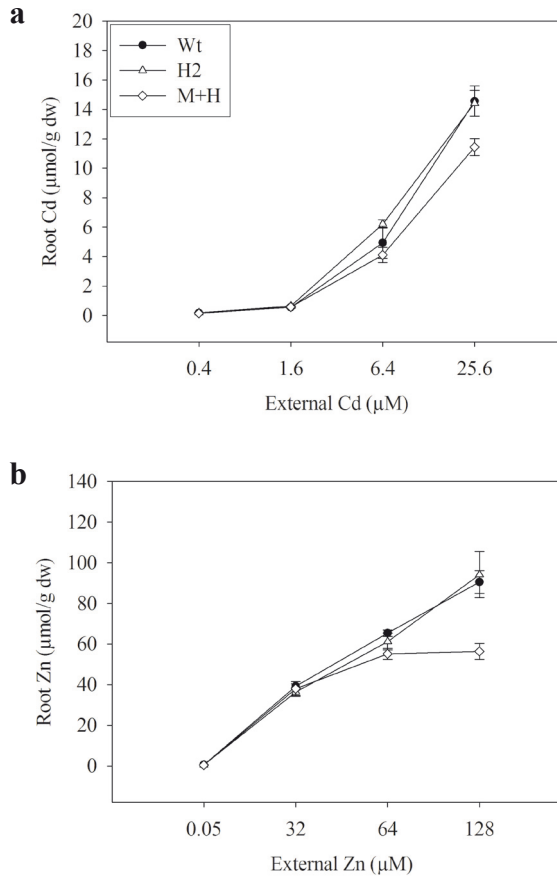 a
20
18
16
14
12
10
8
6
4
2
0
Root Cd (µmol/g dw)
Wt
H2
M+H
0.4 1.6 6.4 25.6
External Cd (µM)
b
140
120
100
80
60
40
20
0
Root Zn (µmol/g dw)
0.05 32 64 128
External Zn (µM)